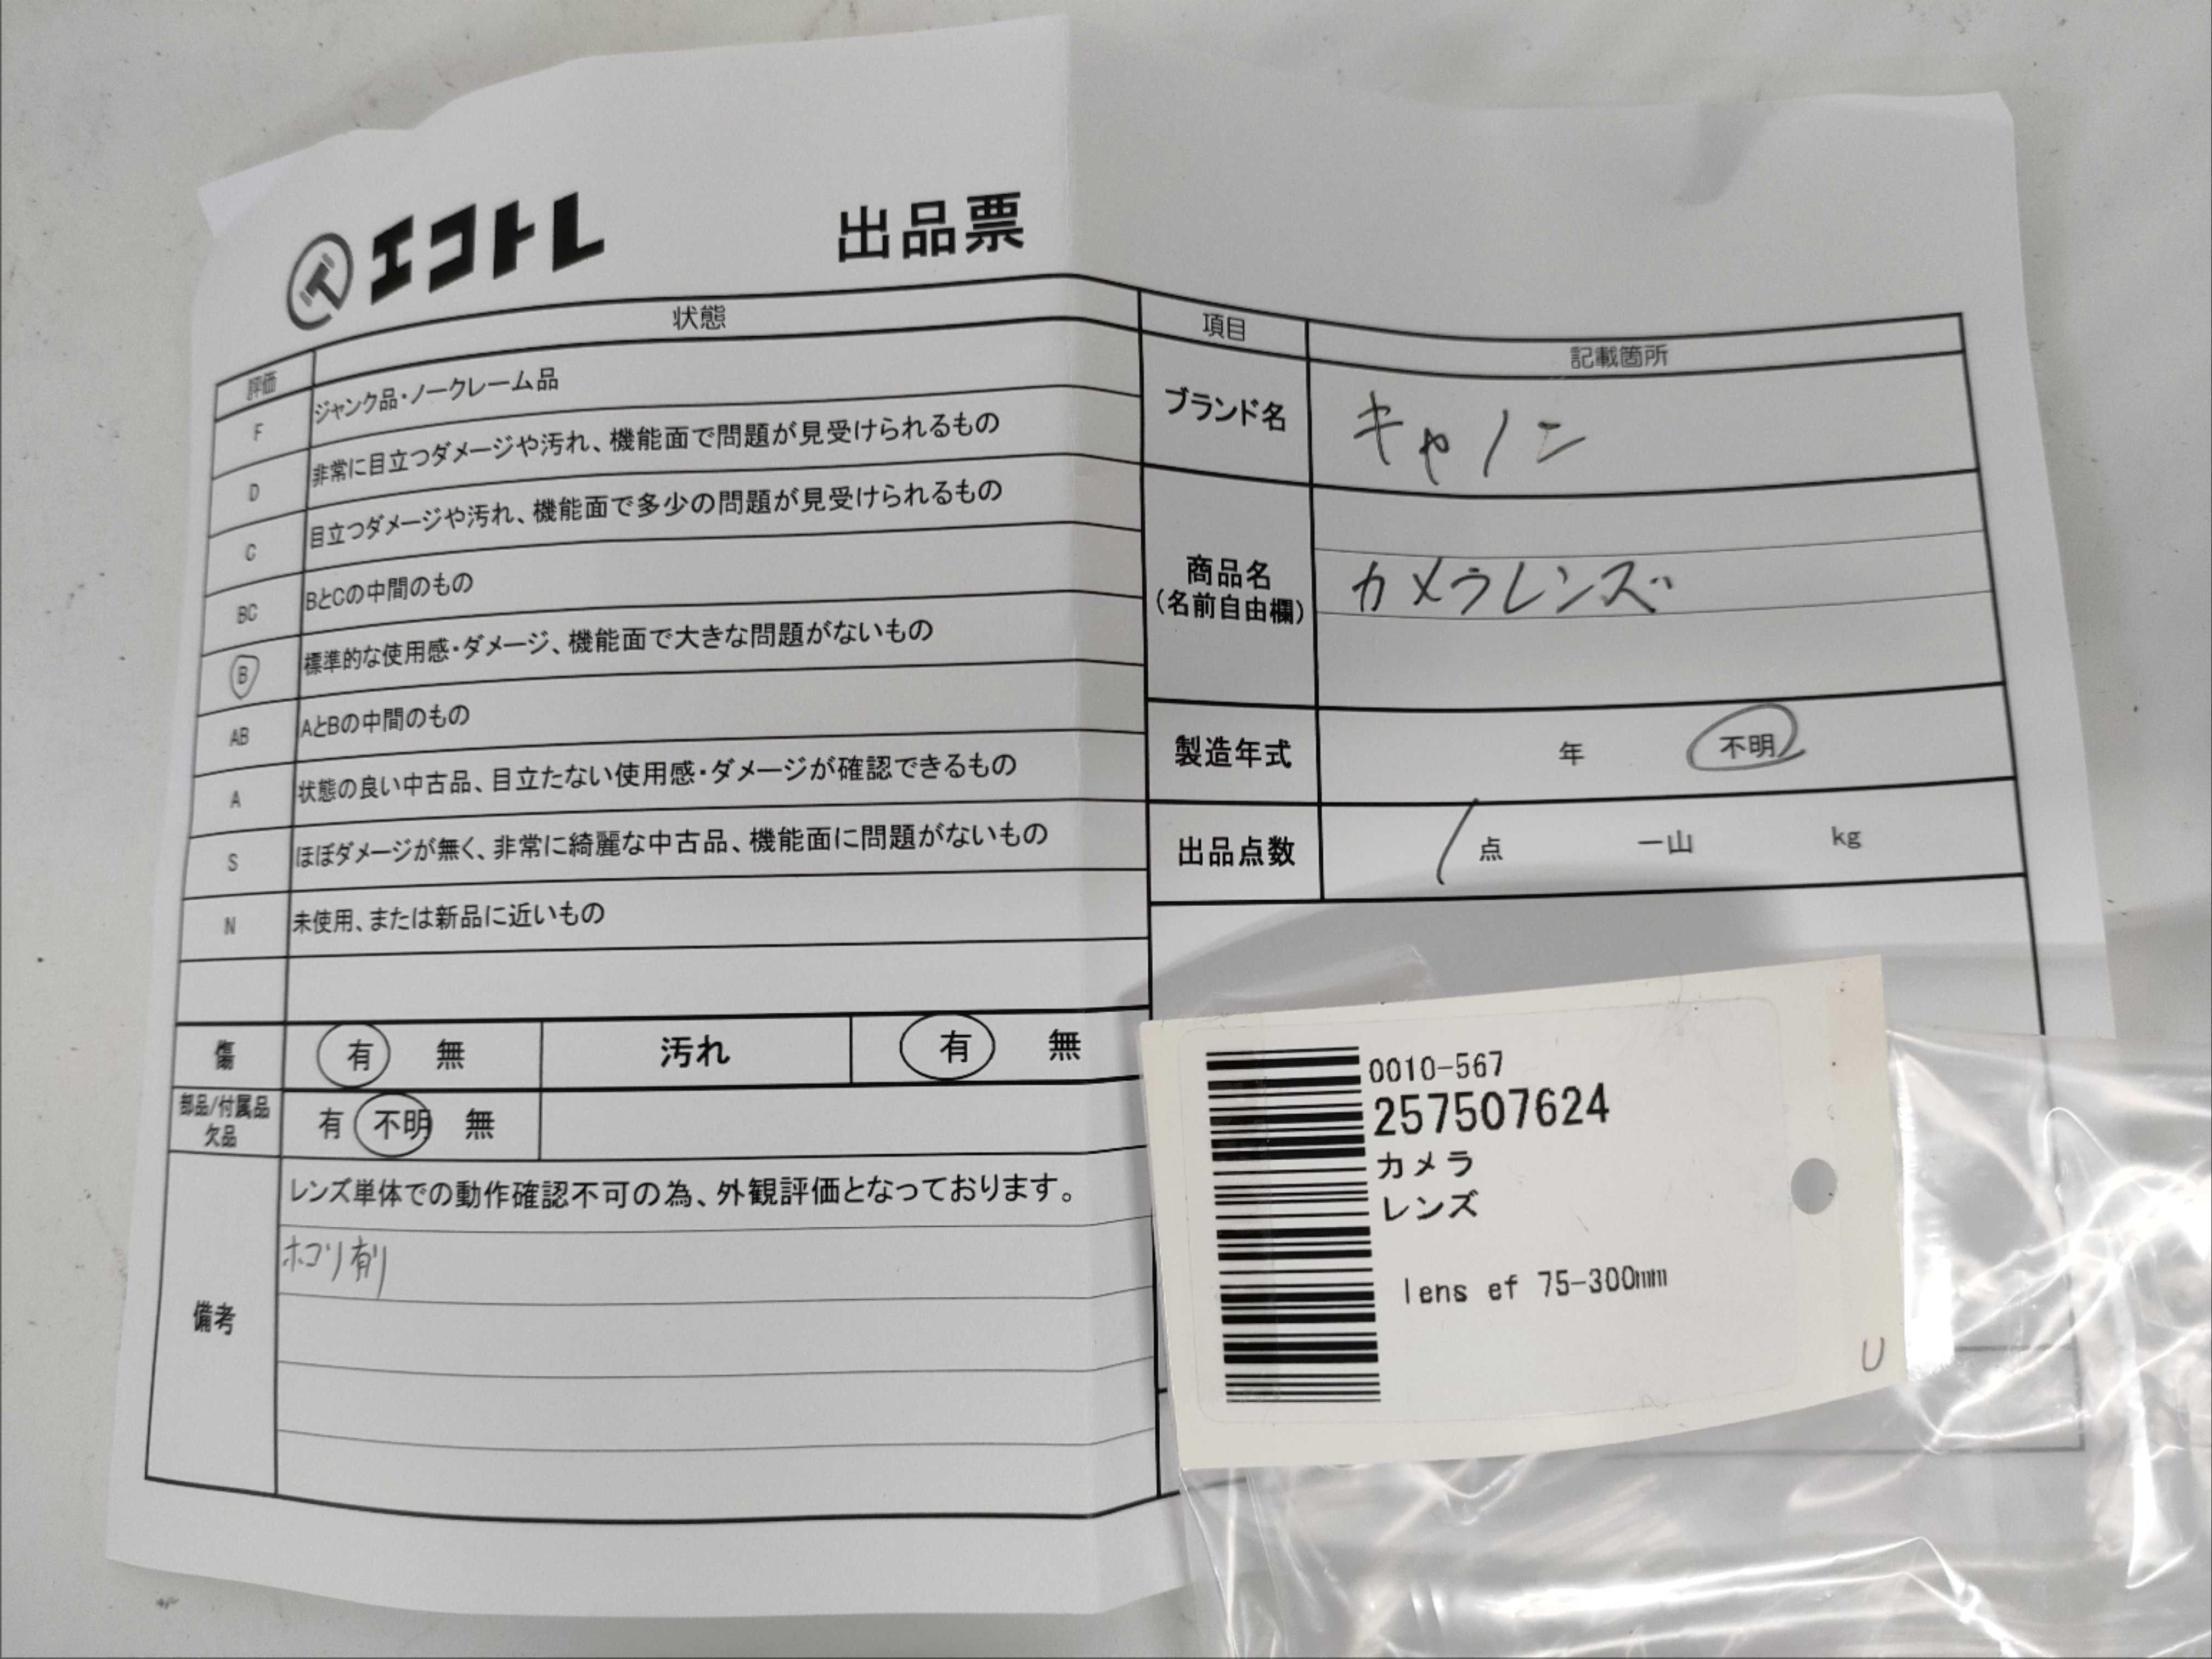 エコトレ
出品票
評価 状態
F ジャンク品・ノークレーム品
D 非常に目立つダメージや汚れ、機能面で問題が見受けられるもの
C 目立つダメージや汚れ、機能面で多少の問題が見受けられるもの
BC BとCの中間のもの
B 標準的な使用感・ダメージ、機能面で大きな問題がないもの
AB AとBの中間のもの
A 状態の良い中古品、目立たない使用感・ダメージが確認できるもの
S ほぼダメージが無く、非常に綺麗な中古品、機能面に問題がないもの
N 未使用、または新品に近いもの
傷 有 無 汚れ 有 無
部品/付属品
欠品
有 不明 無
備考
レンズ単体での動作確認不可の為、外観評価となっております。
ホコリ有り
項目 記載箇所
ブランド名 キャノン
商品名
(名前自由欄)
カメラレンズ
製造年式 年 不明
出品点数 1 点 一山 kg
0010-567
257507624
カメラ
レンズ
lens ef 75-300mm
U